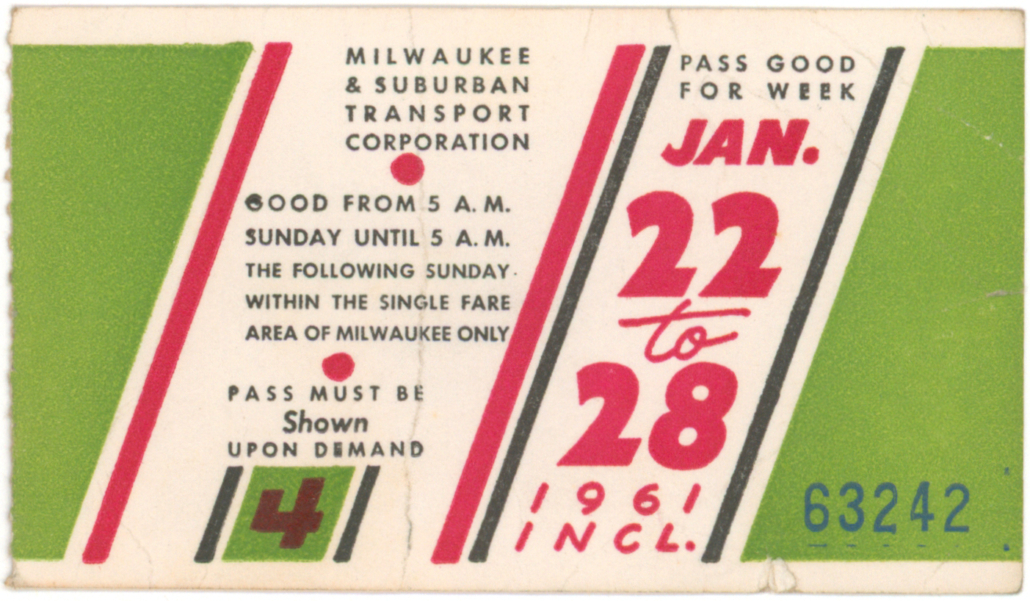 MILWAUKEE
& SUBURBAN
TRANSPORT
CORPORATION
GOOD FROM 5 A.M.
SUNDAY UNTIL 5 A.M.
THE FOLLOWING SUNDAY
WITHIN THE SINGLE FARE
AREA OF MILWAUKEE ONLY
PASS MUST BE
Shown
UPON DEMAND
4
PASS GOOD
FOR WEEK
JAN.
22
to
28
1961
INCL.
63242